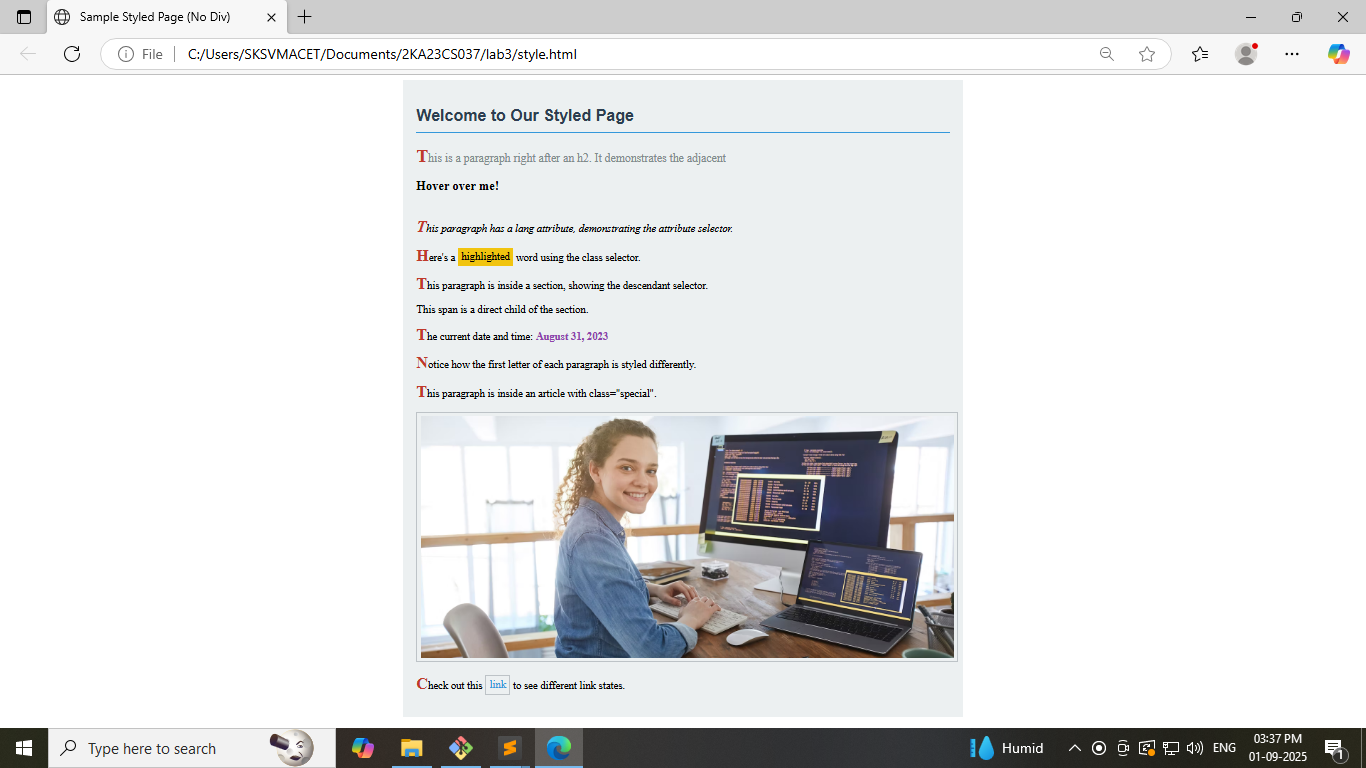 Sample Styled Page (No Div)
File
C:/Users/SKSVMACET/Documents/2KA23CS037/lab3/style.html
Welcome to Our Styled Page
This is a paragraph right after an h2. It demonstrates the adjacent
Hover over me!
This paragraph has a lang attribute, demonstrating the attribute selector.
Here's a highlighted word using the class selector.
This paragraph is inside a section, showing the descendant selector.
This span is a direct child of the section.
The current date and time: August 31, 2023
Notice how the first letter of each paragraph is styled differently.
This paragraph is inside an article with class="special".
Check out this link to see different link states.
Type here to search
Humid
ENG
03:37 PM
01-09-2025
1